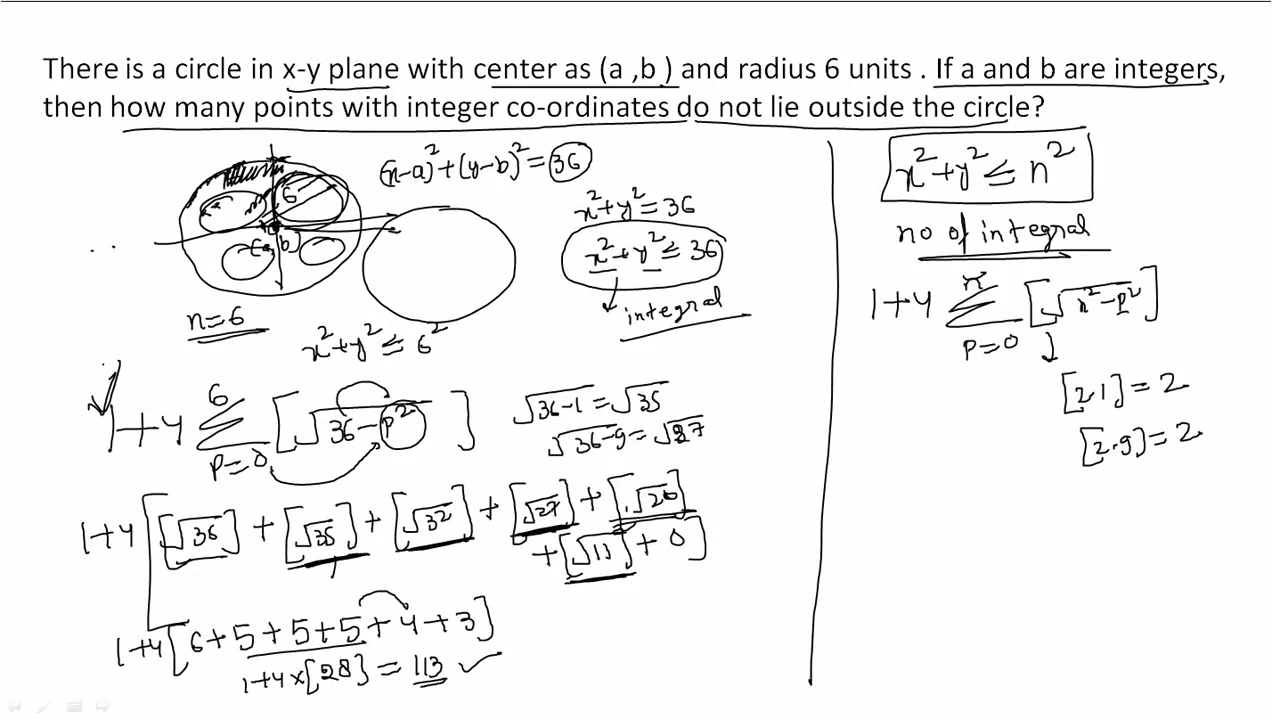 There is a circle in x-y plane with center as (a ,b ) and radius 6 units . If a and b are integers,
then how many points with integer co-ordinates do not lie outside the circle?
(x-a)² + (y-b)² = 36
6
(a, b)
n=6
x² + y² ≤ 6²
x² + y² = 36
x² + y² ≤ 36
integral
1+4 6 Σ P=0 [√36-P²]
√36-1 = √35
√36-9 = √27
1+4 [[√36] + [√35] + [√32] + [√27] + [√20]
+ [√11] + 0]
1+4[6+5+5+5+4+3]
1+4×[28] = 113 ✓
x² + y² ≤ n²
no of integral
1+4 n Σ P=0 [√n²-P²]
[2.1] = 2
[2.9] = 2